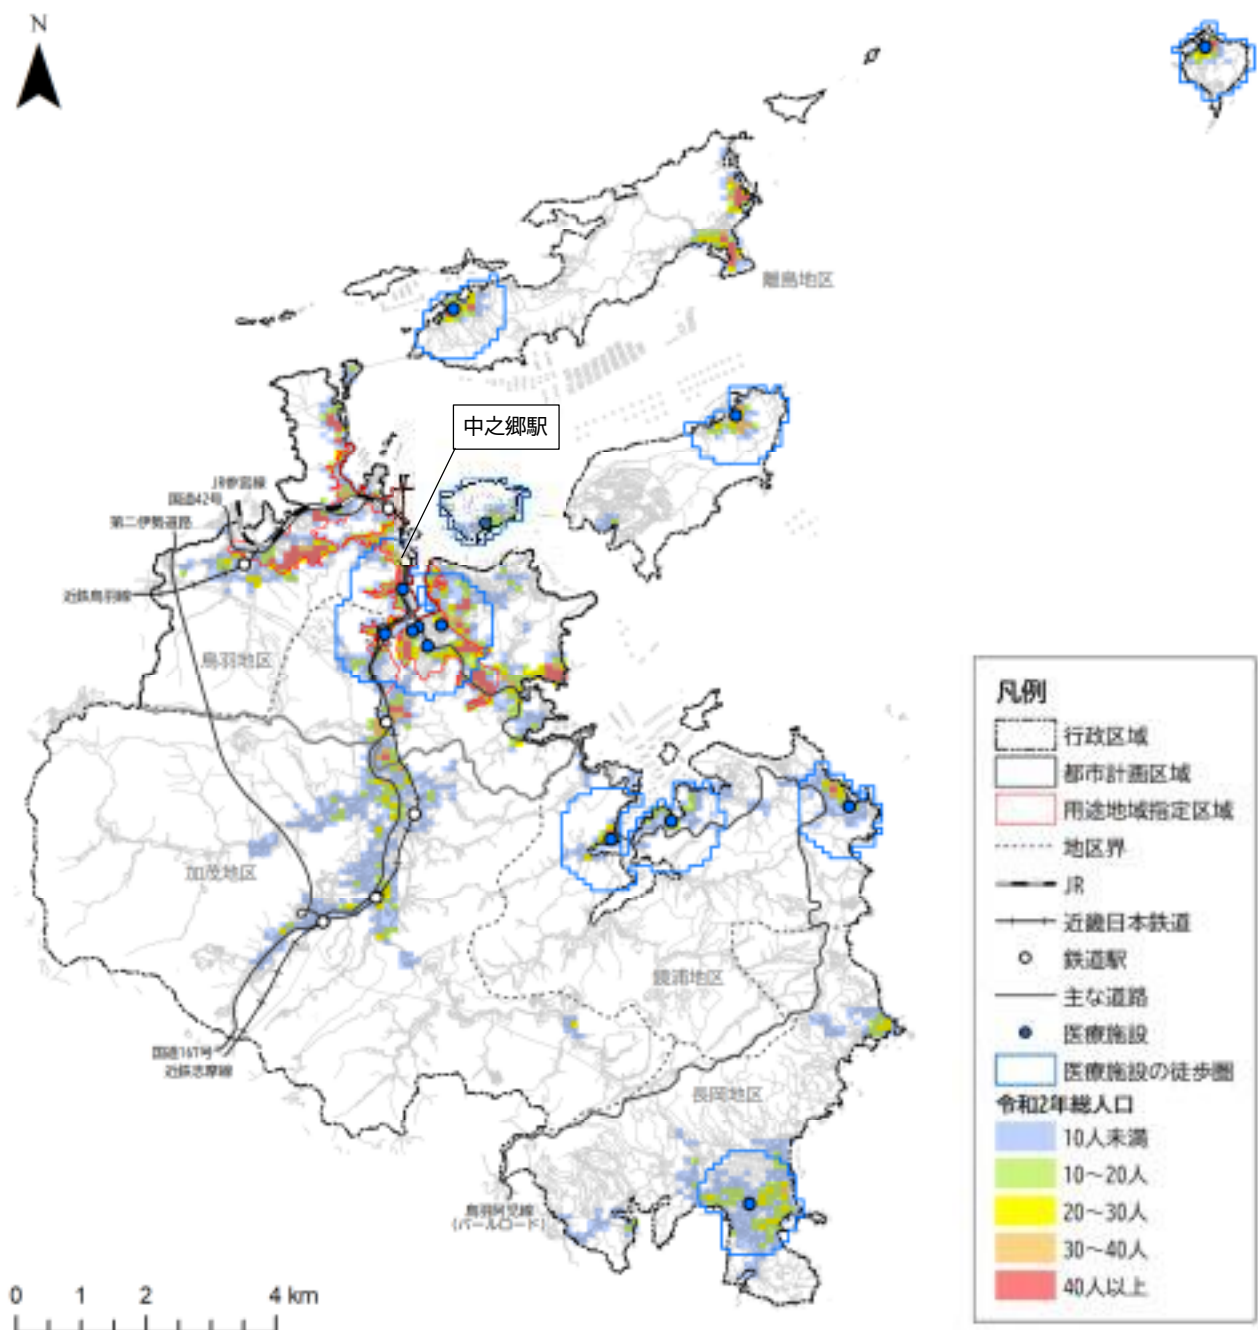 N
離島地区
中之郷駅
JR参宮線
国道42号
第二伊勢道路
近鉄鳥羽線
鳥羽地区
加茂地区
鏡浦地区
国道167号
近鉄志摩線
長岡地区
鳥羽阿児線
(パールロード)
0 1 2 4 km
凡例
行政区域
都市計画区域
用途地域指定区域
地区界
JR
近畿日本鉄道
鉄道駅
主な道路
医療施設
医療施設の徒歩圏
令和2年総人口
10人未満
10～20人
20～30人
30～40人
40人以上